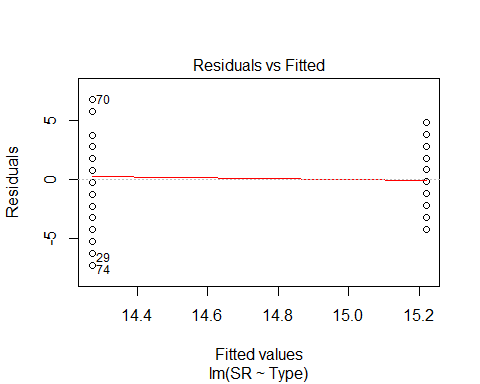 Residuals vs Fitted
Residuals
5
0
-5
70
29
74
14.4 14.6 14.8 15.0 15.2
Fitted values
lm(SR ~ Type)